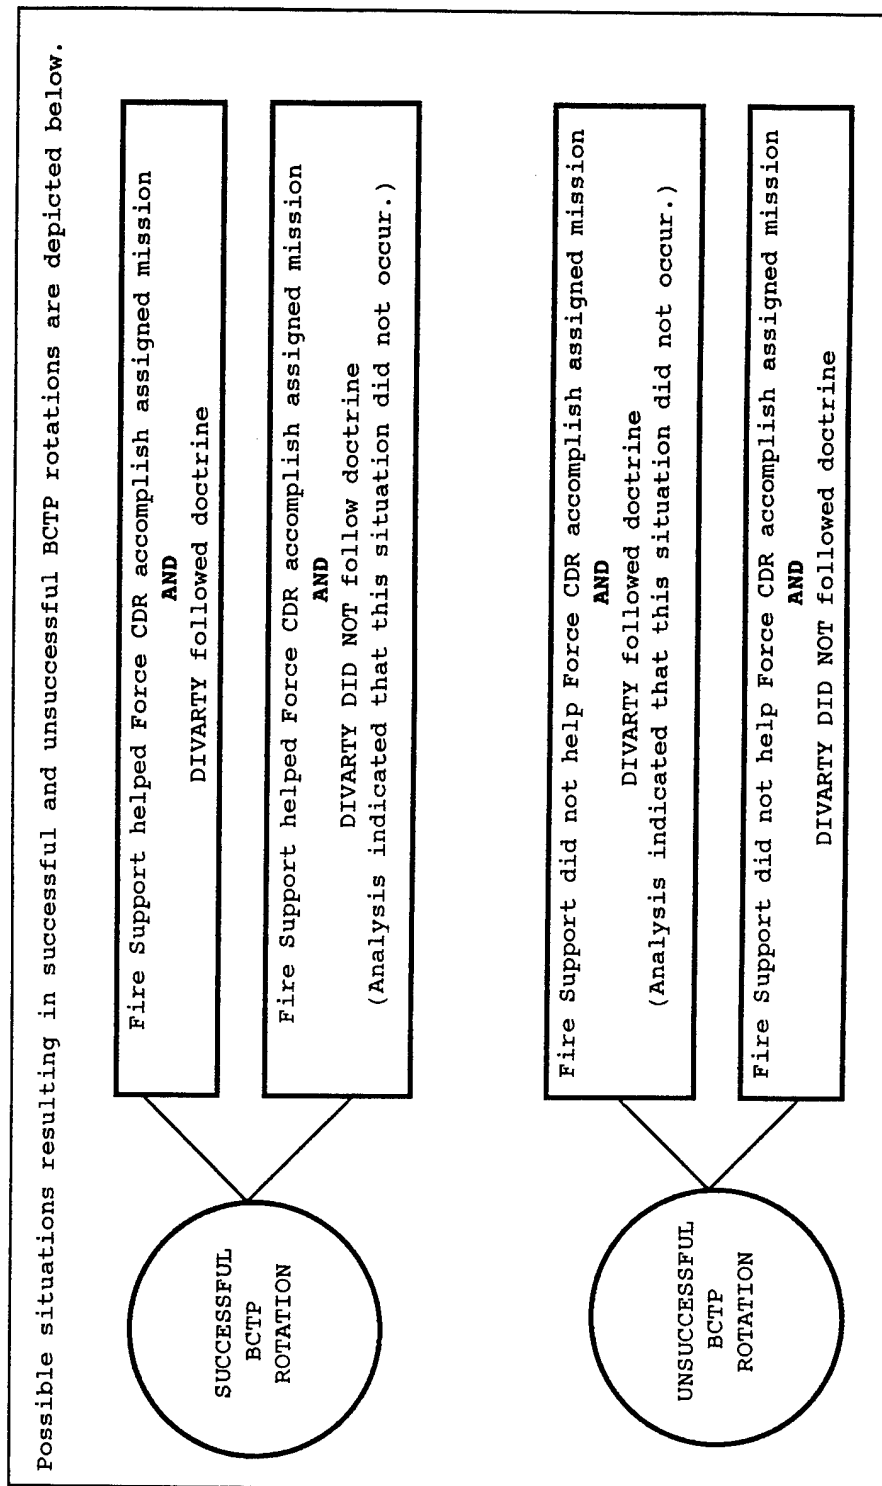 Possible situations resulting in successful and unsuccessful BCTP rotations are depicted below.
SUCCESSFUL
BCTP
ROTATION
Fire Support helped Force CDR accomplish assigned mission
AND
DIVARTY followed doctrine
Fire Support helped Force CDR accomplish assigned mission
AND
DIVARTY DID NOT follow doctrine
(Analysis indicated that this situation did not occur.)
UNSUCCESSFUL
BCTP
ROTATION
Fire Support did not help Force CDR accomplish assigned mission
AND
DIVARTY followed doctrine
(Analysis indicated that this situation did not occur.)
Fire Support did not help Force CDR accomplish assigned mission
AND
DIVARTY DID NOT followed doctrine